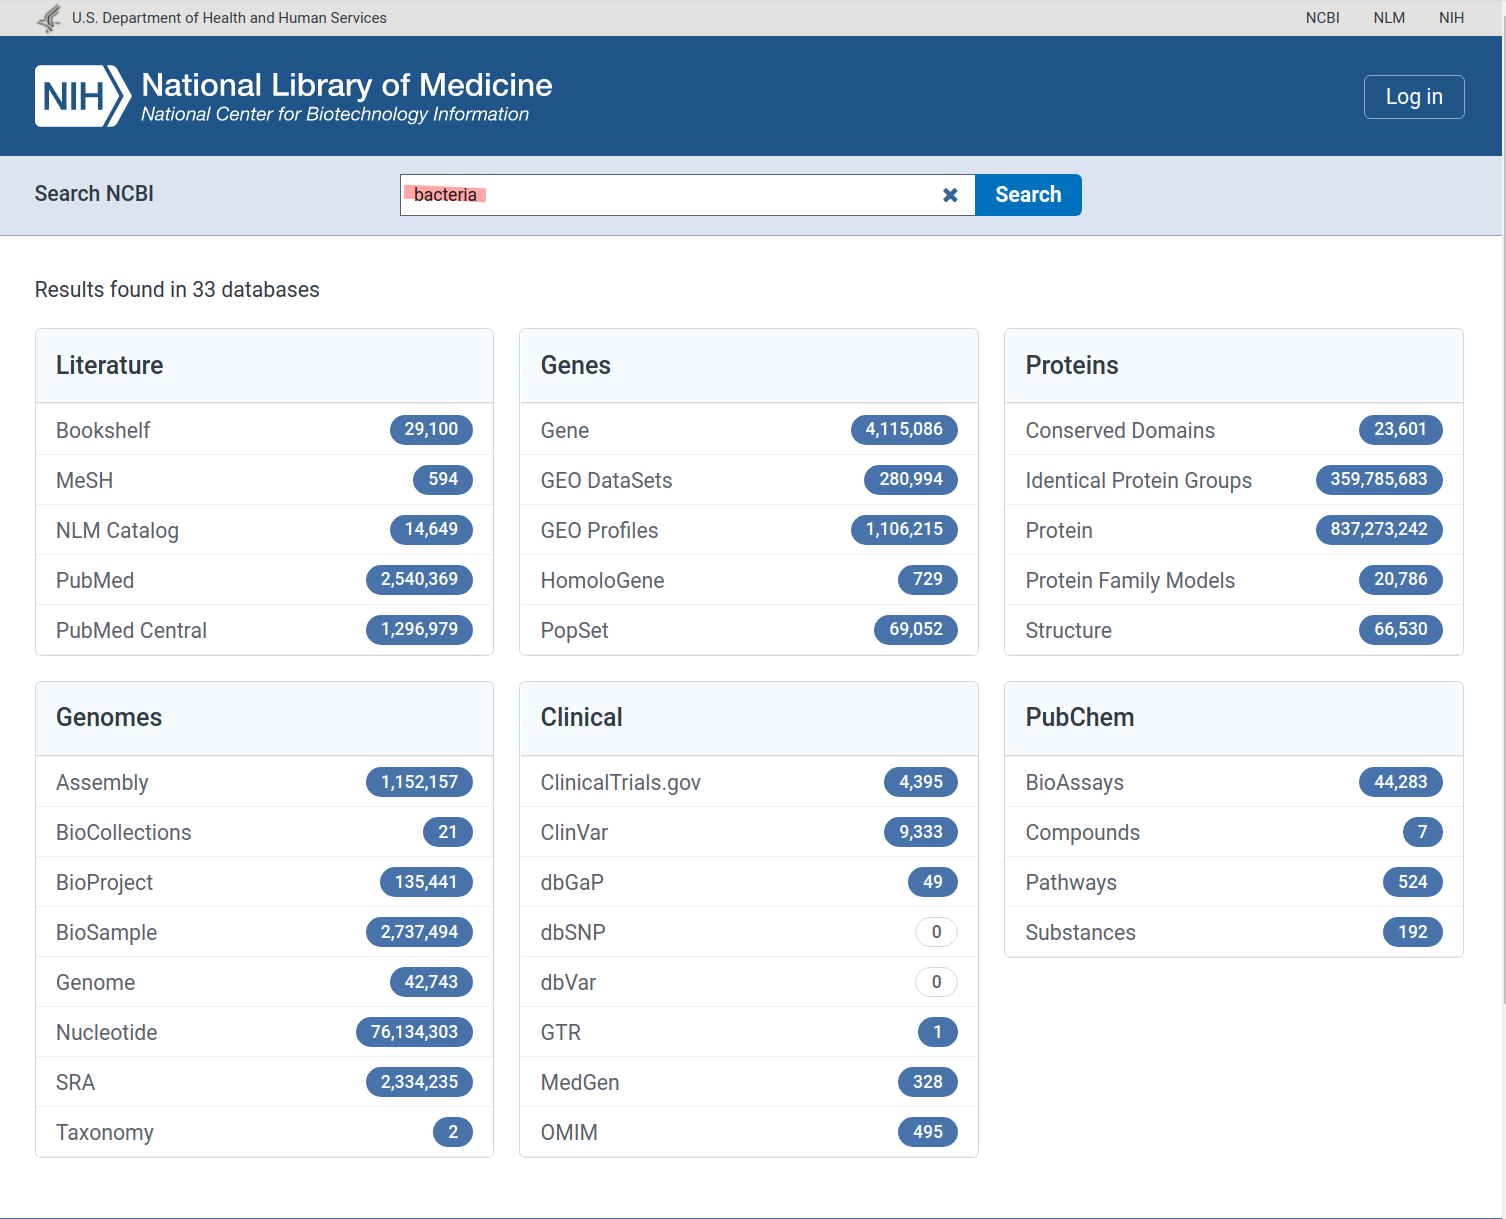 U.S. Department of Health and Human Services
NCBI NLM NIH
NIH National Library of Medicine
National Center for Biotechnology Information
Log in
Search NCBI
bacteria
Search
Results found in 33 databases
Literature
Bookshelf 29,100
MeSH 594
NLM Catalog 14,649
PubMed 2,540,369
PubMed Central 1,296,979
Genes
Gene 4,115,086
GEO DataSets 280,994
GEO Profiles 1,106,215
HomoloGene 729
PopSet 69,052
Proteins
Conserved Domains 23,601
Identical Protein Groups 359,785,683
Protein 837,273,242
Protein Family Models 20,786
Structure 66,530
Genomes
Assembly 1,152,157
BioCollections 21
BioProject 135,441
BioSample 2,737,494
Genome 42,743
Nucleotide 76,134,303
SRA 2,334,235
Taxonomy 2
Clinical
ClinicalTrials.gov 4,395
ClinVar 9,333
dbGaP 49
dbSNP 0
dbVar 0
GTR 1
MedGen 328
OMIM 495
PubChem
BioAssays 44,283
Compounds 7
Pathways 524
Substances 192